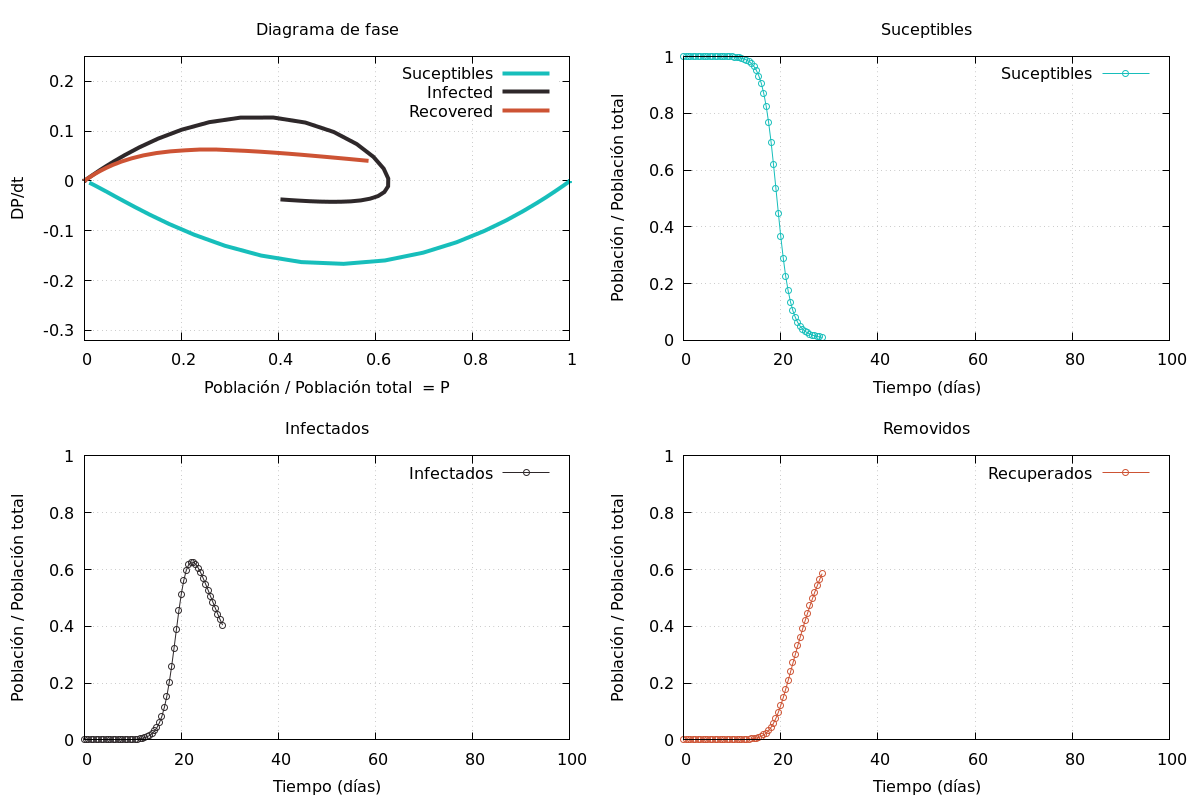 Diagrama de fase
Suceptibles
Infected
Recovered
0.2
0.1
0
-0.1
-0.2
-0.3
DP/dt
0 0.2 0.4 0.6 0.8 1
Población / Población total = P
Suceptibles
Suceptibles
1
0.8
0.6
0.4
0.2
0
Población / Población total
0 20 40 60 80 100
Tiempo (días)
Infectados
Infectados
1
0.8
0.6
0.4
0.2
0
Población / Población total
0 20 40 60 80 100
Tiempo (días)
Removidos
Recuperados
1
0.8
0.6
0.4
0.2
0
Población / Población total
0 20 40 60 80 100
Tiempo (días)